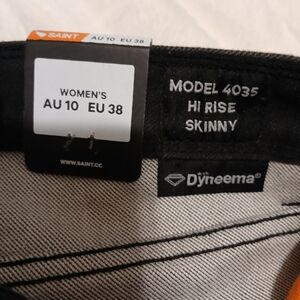 SAINT
AU 10 EU 38
WOMEN'S
AU 10 EU 38
WWW.SAINT.CC
MODEL 4035
HI RISE
SKINNY
Dyneema®